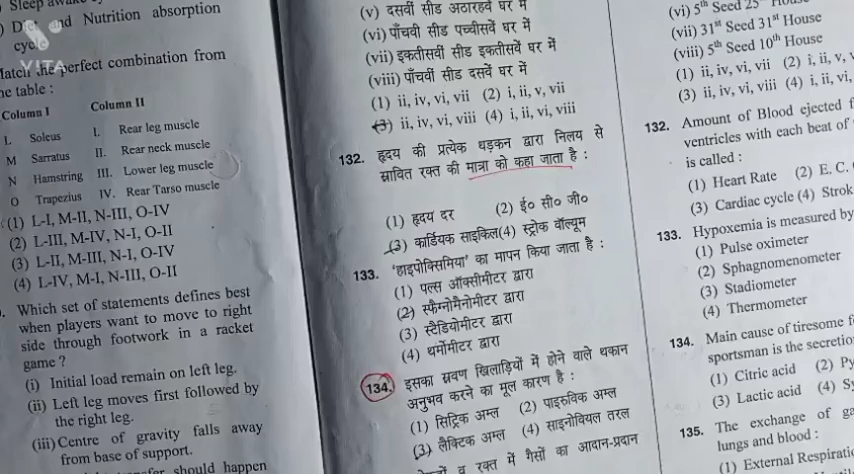 Sleep
and Nutrition absorption
cycle
VITA
Match the perfect combination from
the table :
Column I Column II
L Soleus I. Rear leg muscle
M Sarratus II. Rear neck muscle
N Hamstring III. Lower leg muscle
O Trapezius IV. Rear Tarso muscle
(1) L-I, M-II, N-III, O-IV
(2) L-III, M-IV, N-I, O-II
(3) L-II, M-III, N-I, O-IV
(4) L-IV, M-I, N-III, O-II
Which set of statements defines best
when players want to move to right
side through footwork in a racket
game ?
(i) Initial load remain on left leg.
(ii) Left leg moves first followed by
the right leg.
(iii) Centre of gravity falls away
from base of support.
should happen
(v) दसवीं सीड अठारहवें घर में
(vi) पाँचवी सीड पच्चीसवें घर में
(vii) इकतीसवीं सीड इकतीसवें घर में
(viii) पाँचवीं सीड दसवें घर में
(1) ii, iv, vi, vii (2) i, ii, v, vii
(3) ii, iv, vi, viii (4) i, ii, vi, viii
132. हृदय की प्रत्येक धड़कन द्वारा निलय से
स्रावित रक्त की मात्रा को कहा जाता है :
(1) हृदय दर (2) ई० सी० जी०
(3) कार्डियक साइकिल (4) स्ट्रोक वॉल्यूम
133. 'हाइपोक्सिमिया' का मापन किया जाता है :
(1) पल्स ऑक्सीमीटर द्वारा
(2) स्फैग्नोमैनोमीटर द्वारा
(3) स्टैडियोमीटर द्वारा
(4) थर्मोमीटर द्वारा
134. इसका स्रवण खिलाड़ियों में होने वाले थकान
अनुभव करने का मूल कारण है :
(1) सिट्रिक अम्ल (2) पाइरुविक अम्ल
(3) लैक्टिक अम्ल (4) साइनोवियल तरल
व रक्त में गैसों का आदान-प्रदान
(vi) 5th Seed 25th
(vii) 31st Seed 31st House
(viii) 5th Seed 10th House
(1) ii, iv, vi, vii (2) i, ii, v,
(3) ii, iv, vi, viii (4) i, ii, vi,
132. Amount of Blood ejected
ventricles with each beat of
is called :
(1) Heart Rate (2) E. C.
(3) Cardiac cycle (4) Strok
133. Hypoxemia is measured by
(1) Pulse oximeter
(2) Sphagnomenometer
(3) Stadiometer
(4) Thermometer
134. Main cause of tiresome
sportsman is the secretio
(1) Citric acid (2) Py
(3) Lactic acid (4) Sy
135. The exchange of
lungs and blood :
(1) External Respirati